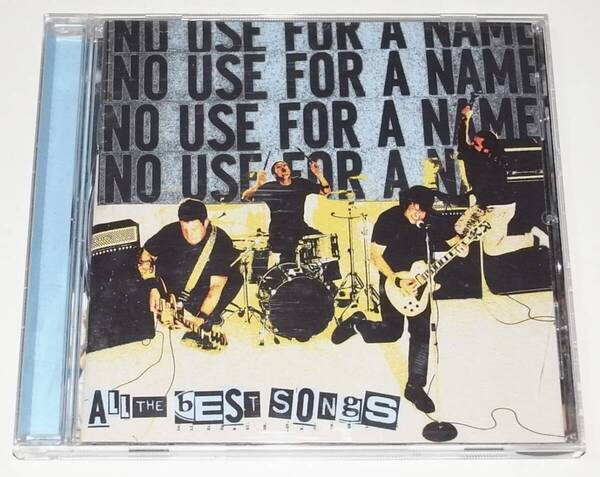 NO USE FOR A NAME
NO USE FOR A NAME
NO USE FOR A NAME
NO USE FOR A N
ALL THE bEST SONgS